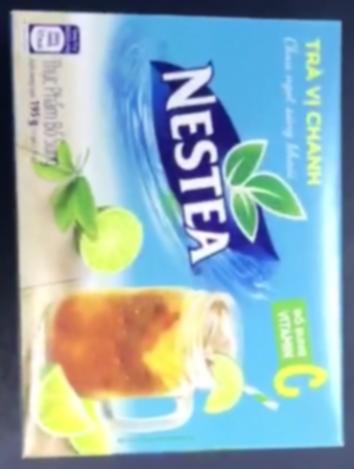 TRÀ VỊ CHANH
Chua ngọt sảng khoái
NESTEA
BỔ SUNG
VITAMIN
C
Thực Phẩm Bổ Sung
195 g